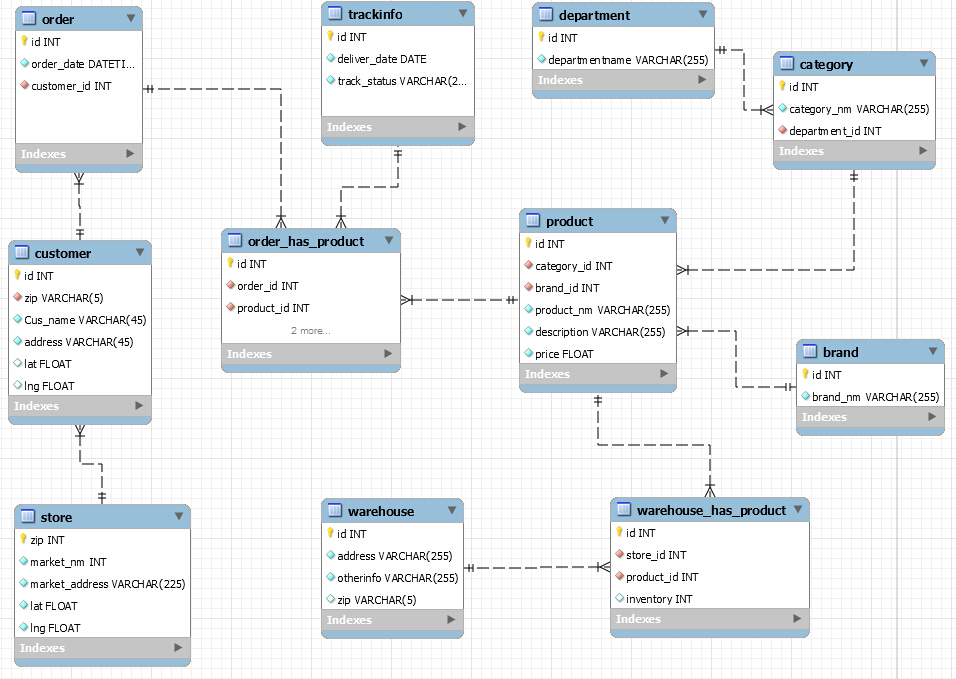 order
id INT
order_date DATETI...
customer_id INT
Indexes
trackinfo
id INT
deliver_date DATE
track_status VARCHAR(2...
Indexes
department
id INT
departmentname VARCHAR(255)
Indexes
category
id INT
category_nm VARCHAR(255)
department_id INT
Indexes
customer
id INT
zip VARCHAR(5)
Cus_name VARCHAR(45)
address VARCHAR(45)
lat FLOAT
lng FLOAT
Indexes
order_has_product
id INT
order_id INT
product_id INT
2 more...
Indexes
product
id INT
category_id INT
brand_id INT
product_nm VARCHAR(255)
description VARCHAR(255)
price FLOAT
Indexes
brand
id INT
brand_nm VARCHAR(255)
Indexes
store
zip INT
market_nm INT
market_address VARCHAR(225)
lat FLOAT
lng FLOAT
Indexes
warehouse
id INT
address VARCHAR(255)
otherinfo VARCHAR(255)
zip VARCHAR(5)
Indexes
warehouse_has_product
id INT
store_id INT
product_id INT
inventory INT
Indexes